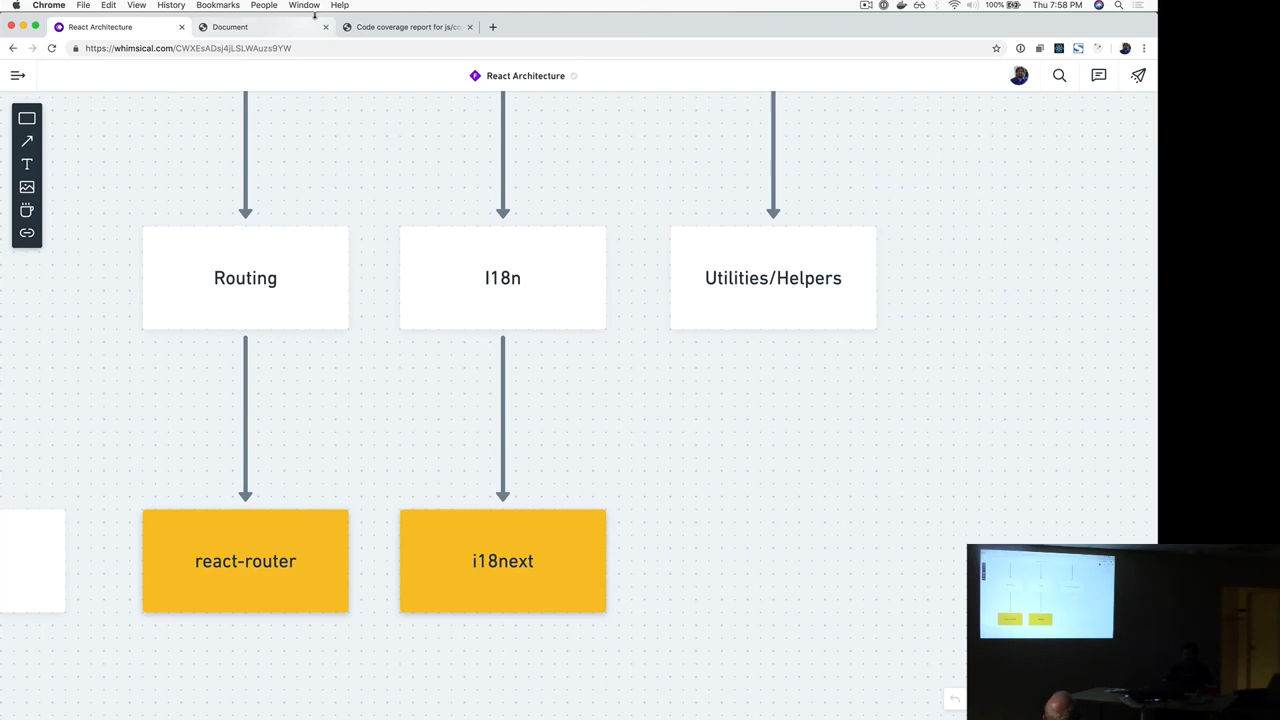 Chrome File Edit View History Bookmarks People Window Help
100% Thu 7:58 PM
React Architecture Document Code coverage report for js/co
https://whimsical.com/CWXEsADsj4jLSLWAuzs9YW
React Architecture
T
Routing I18n Utilities/Helpers
react-router i18next